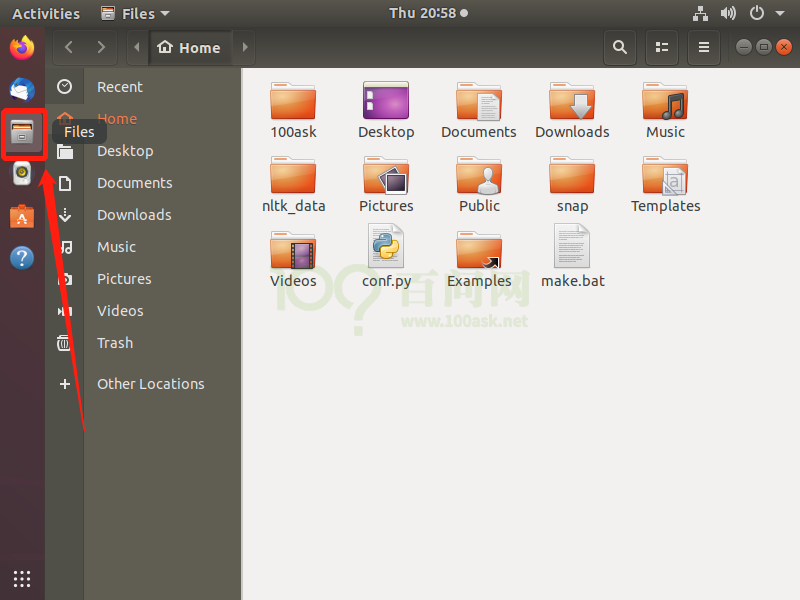 Activities
Files
Thu 20:58
Home
Recent
Home
Files
Desktop
Documents
Downloads
Music
Pictures
Videos
Trash
Other Locations
100ask
Desktop
Documents
Downloads
Music
nltk_data
Pictures
Public
snap
Templates
Videos
conf.py
Examples
make.bat
100?
百问网
www.100ask.net